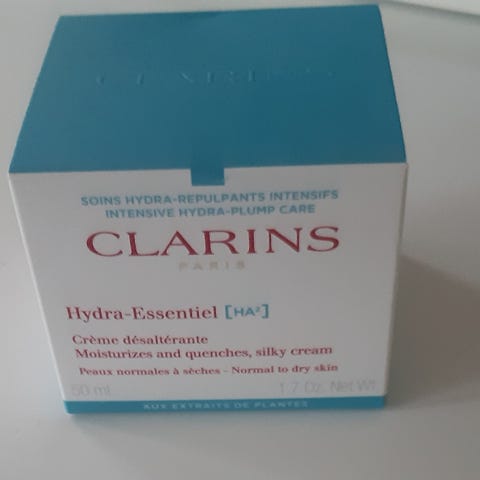 CLARINS
SOINS HYDRA-REPULPANTS INTENSIFS
INTENSIVE HYDRA-PLUMP CARE
CLARINS
PARIS
Hydra-Essentiel [HA²]
Crème désaltérante
Moisturizes and quenches, silky cream
Peaux normales à sèches - Normal to dry skin
50 ml 1.7 Oz. Net Wt.
AUX EXTRAITS DE PLANTES